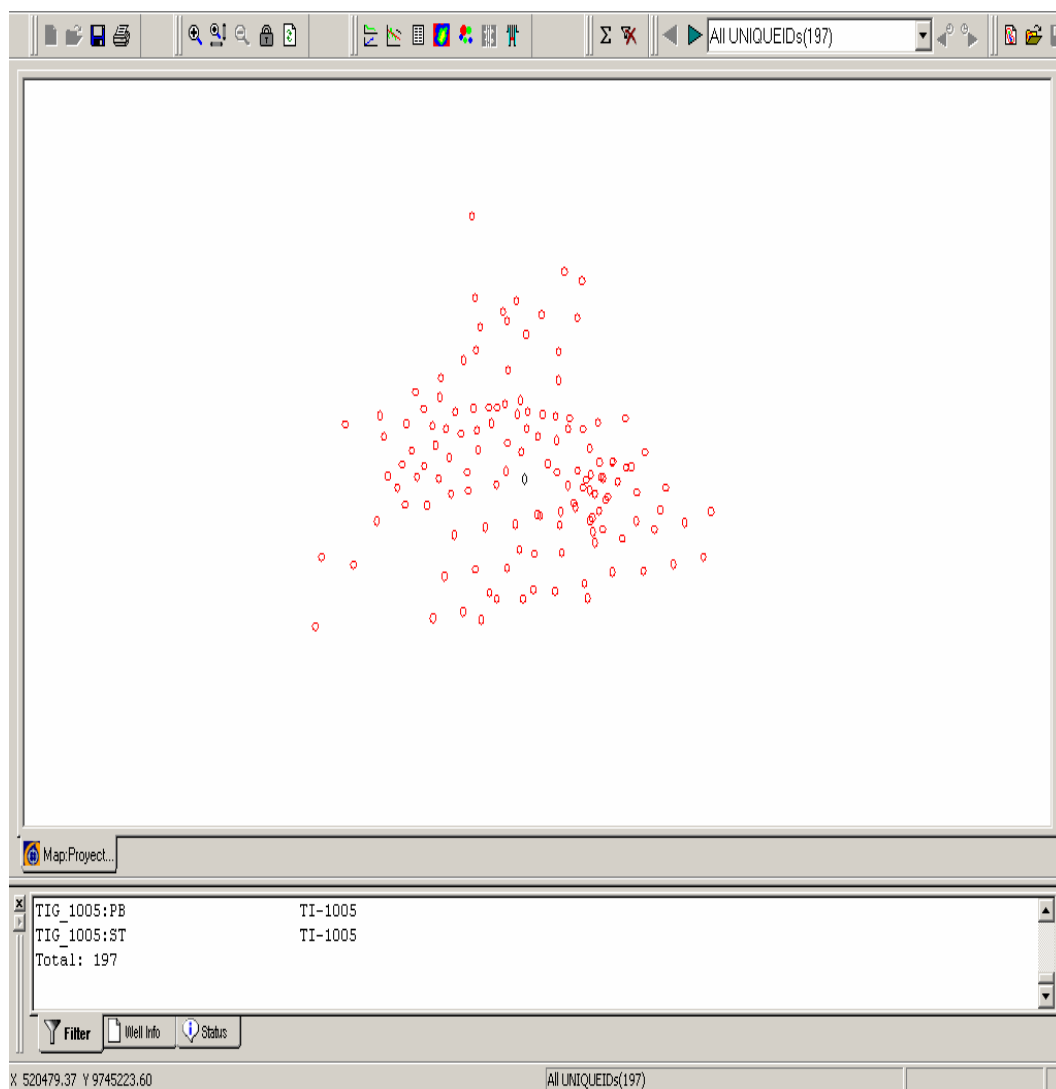 All UNIQUEIDs(197)
Map:Proyect...
TIG_1005:PB TI-1005
TIG_1005:ST TI-1005
Total: 197
Filter Well Info Status
X 520479.37 Y 9745223.60 All UNIQUEIDs(197)